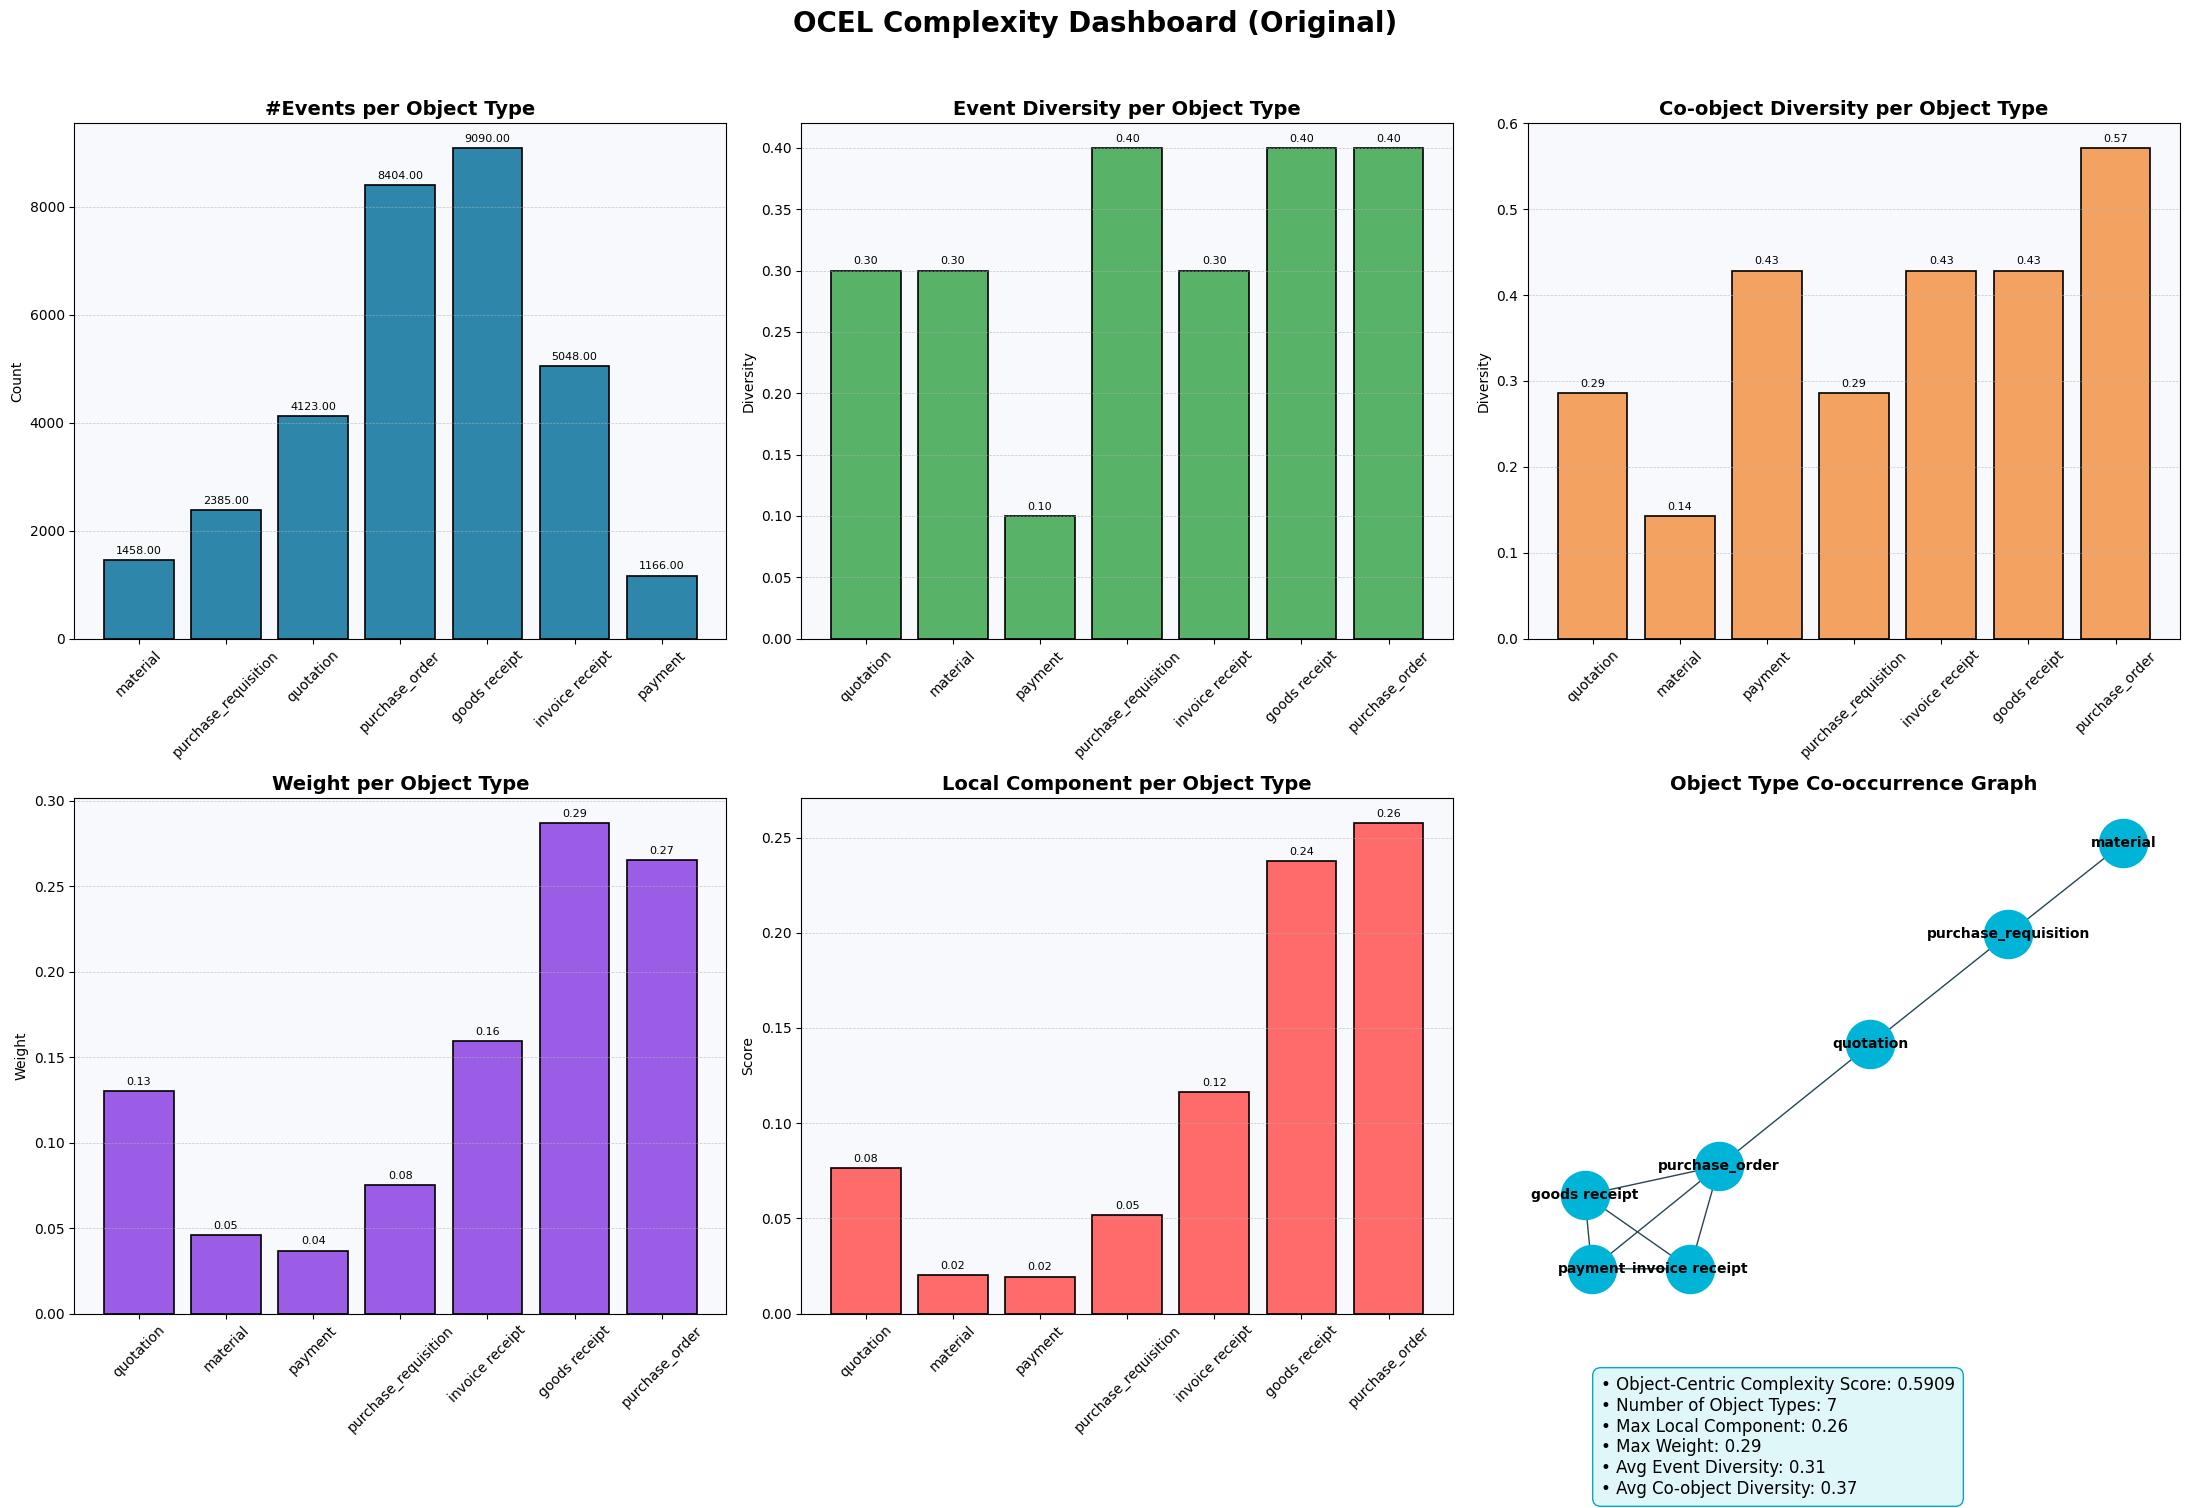 OCEL Complexity Dashboard (Original)
#Events per Object Type
Count
8000
6000
4000
2000
0
1458.00
2385.00
4123.00
8404.00
9090.00
5048.00
1166.00
material
purchase_requisition
quotation
purchase_order
goods receipt
invoice receipt
payment
Event Diversity per Object Type
Diversity
0.40
0.35
0.30
0.25
0.20
0.15
0.10
0.05
0.00
0.30
0.30
0.10
0.40
0.30
0.40
0.40
quotation
material
payment
purchase_requisition
invoice receipt
goods receipt
purchase_order
Co-object Diversity per Object Type
Diversity
0.6
0.5
0.4
0.3
0.2
0.1
0.0
0.29
0.14
0.43
0.29
0.43
0.43
0.57
quotation
material
payment
purchase_requisition
invoice receipt
goods receipt
purchase_order
Weight per Object Type
Weight
0.30
0.25
0.20
0.15
0.10
0.05
0.00
0.13
0.05
0.04
0.08
0.16
0.29
0.27
quotation
material
payment
purchase_requisition
invoice receipt
goods receipt
purchase_order
Local Component per Object Type
Score
0.25
0.20
0.15
0.10
0.05
0.00
0.08
0.02
0.02
0.05
0.12
0.24
0.26
quotation
material
payment
purchase_requisition
invoice receipt
goods receipt
purchase_order
Object Type Co-occurrence Graph
material
purchase_requisition
quotation
purchase_order
goods receipt
payment
invoice receipt
• Object-Centric Complexity Score: 0.5909
• Number of Object Types: 7
• Max Local Component: 0.26
• Max Weight: 0.29
• Avg Event Diversity: 0.31
• Avg Co-object Diversity: 0.37